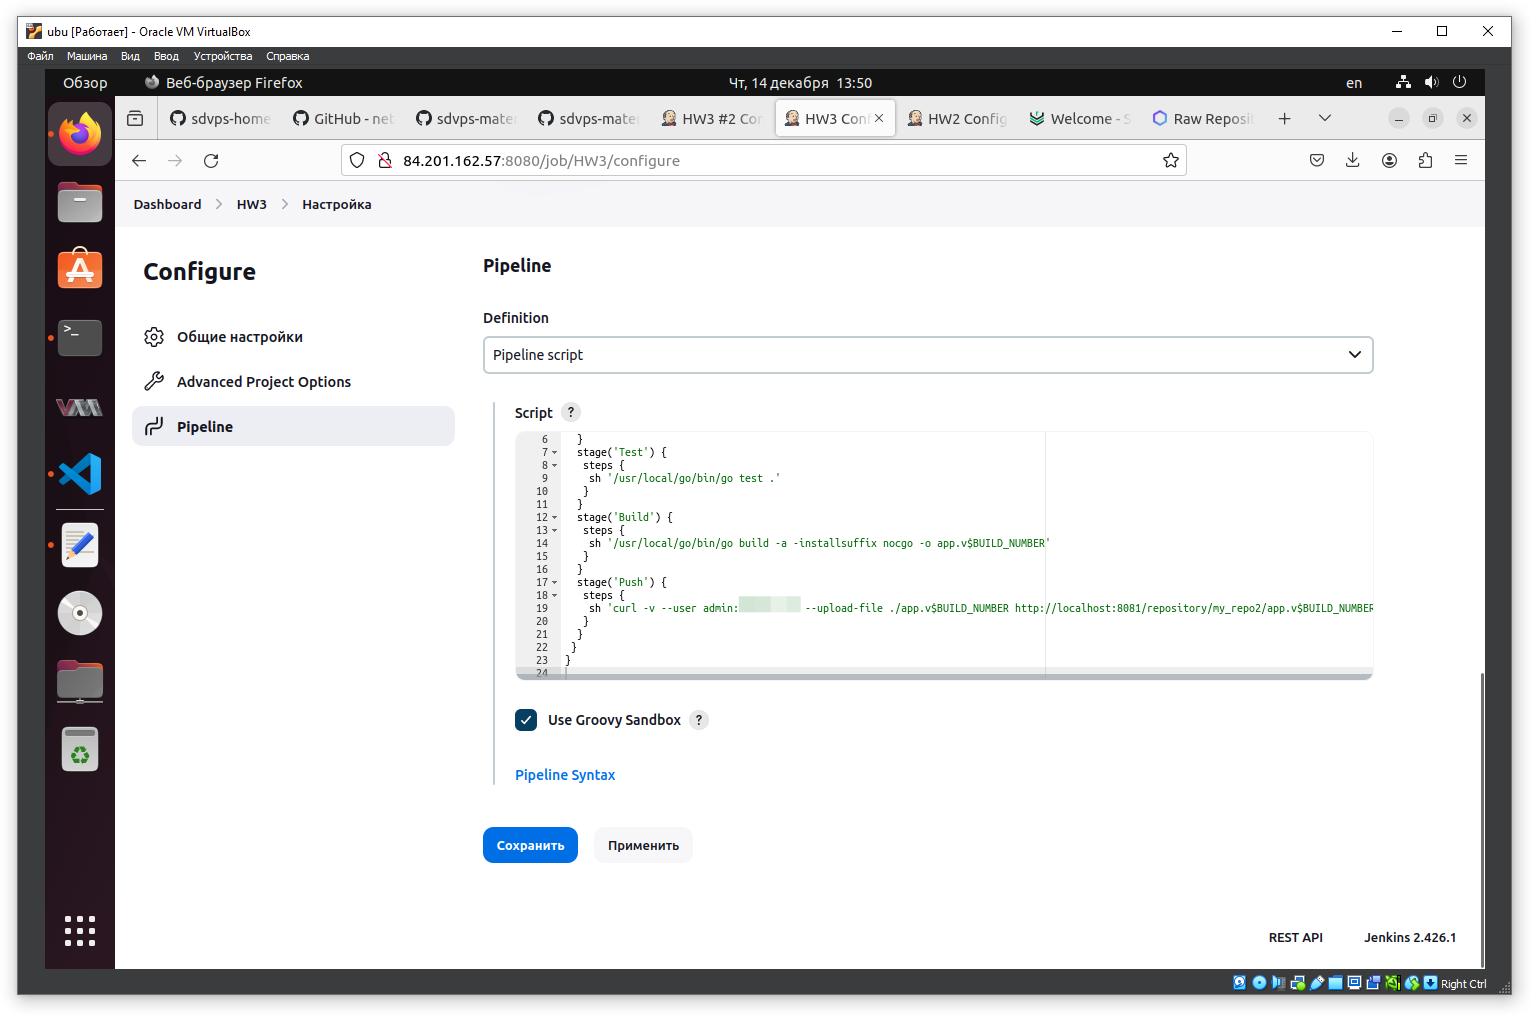 ubu [Работает] - Oracle VM VirtualBox
Файл Машина Вид Ввод Устройства Справка
Обзор Веб-браузер Firefox Чт, 14 декабря 13:50 en
sdvps-home GitHub - net sdvps-mater sdvps-mater HW3 #2 Cor HW3 Conf HW2 Config Welcome - S Raw Reposit
84.201.162.57:8080/job/HW3/configure
Dashboard HW3 Настройка
Configure
Общие настройки
Advanced Project Options
Pipeline
Pipeline
Definition
Pipeline script
Script ?
6 }
7 stage('Test') {
8 steps {
9 sh '/usr/local/go/bin/go test .'
10 }
11 }
12 stage('Build') {
13 steps {
14 sh '/usr/local/go/bin/go build -a -installsuffix nocgo -o app.v$BUILD_NUMBER'
15 }
16 }
17 stage('Push') {
18 steps {
19 sh 'curl -v --user admin: --upload-file ./app.v$BUILD_NUMBER http://localhost:8081/repository/my_repo2/app.v$BUILD_NUMBER
20 }
21 }
22 }
23 }
24
Use Groovy Sandbox ?
Pipeline Syntax
Сохранить Применить
REST API Jenkins 2.426.1
Right Ctrl